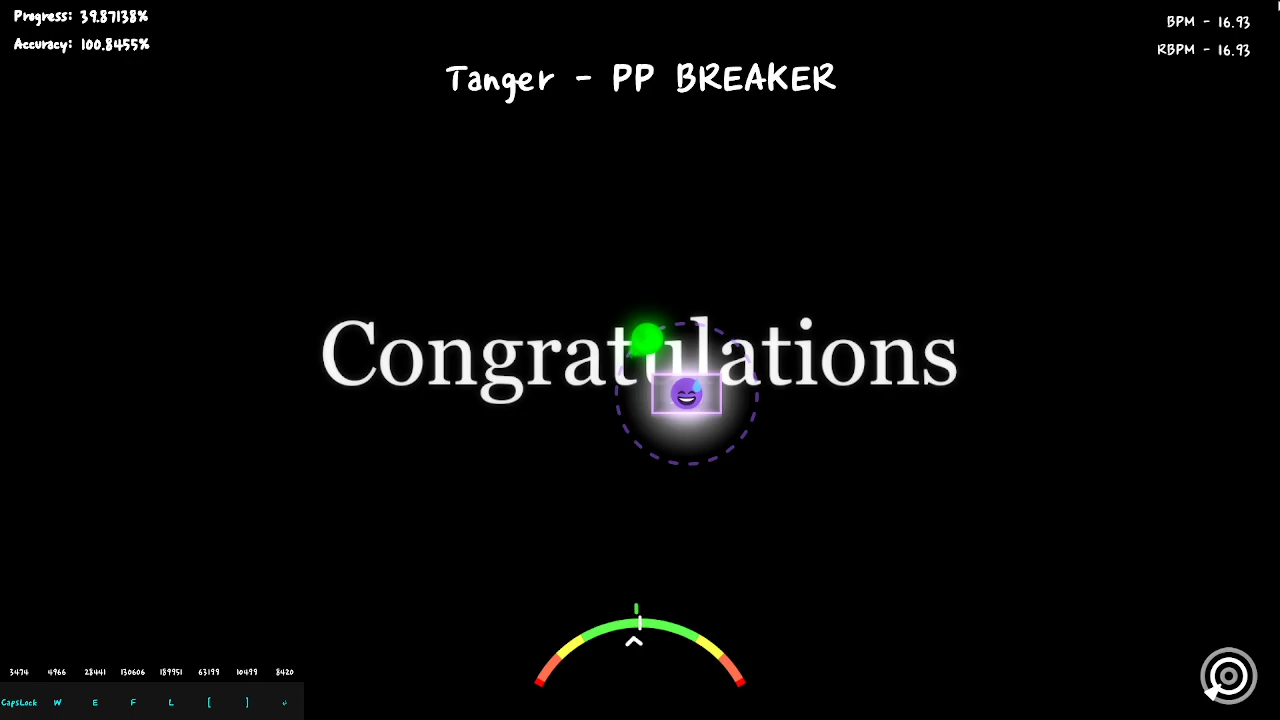 Progress: 39.87138%
Accuracy: 100.8455%
BPM - 16.93
RBPM - 16.93
Tanger - PP BREAKER
Congratulations
3474 4966 28441 130606 189951 63199 10499 8420
CapsLock W E F L [ ] ↲